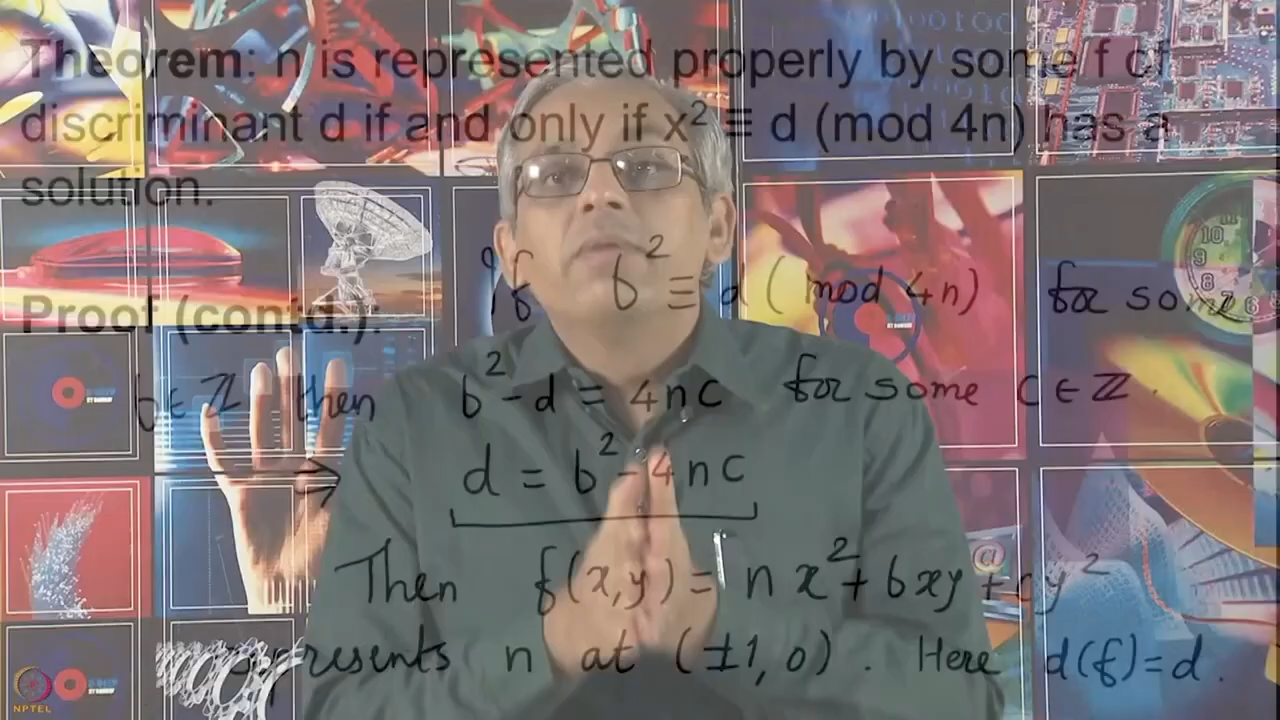 Theorem: n is represented properly by some f of
discriminant d if and only if x² ≡ d (mod 4n) has a
solution.
If b² ≡ d (mod 4n) for some
Proof (contd.):
b ∈ ℤ then b² - d = 4nc for some c ∈ ℤ.
⇒ d = b² - 4nc
Then f(x,y) = nx² + bxy + cy²
represents n at (±1, 0). Here d(f) = d.
NPTEL